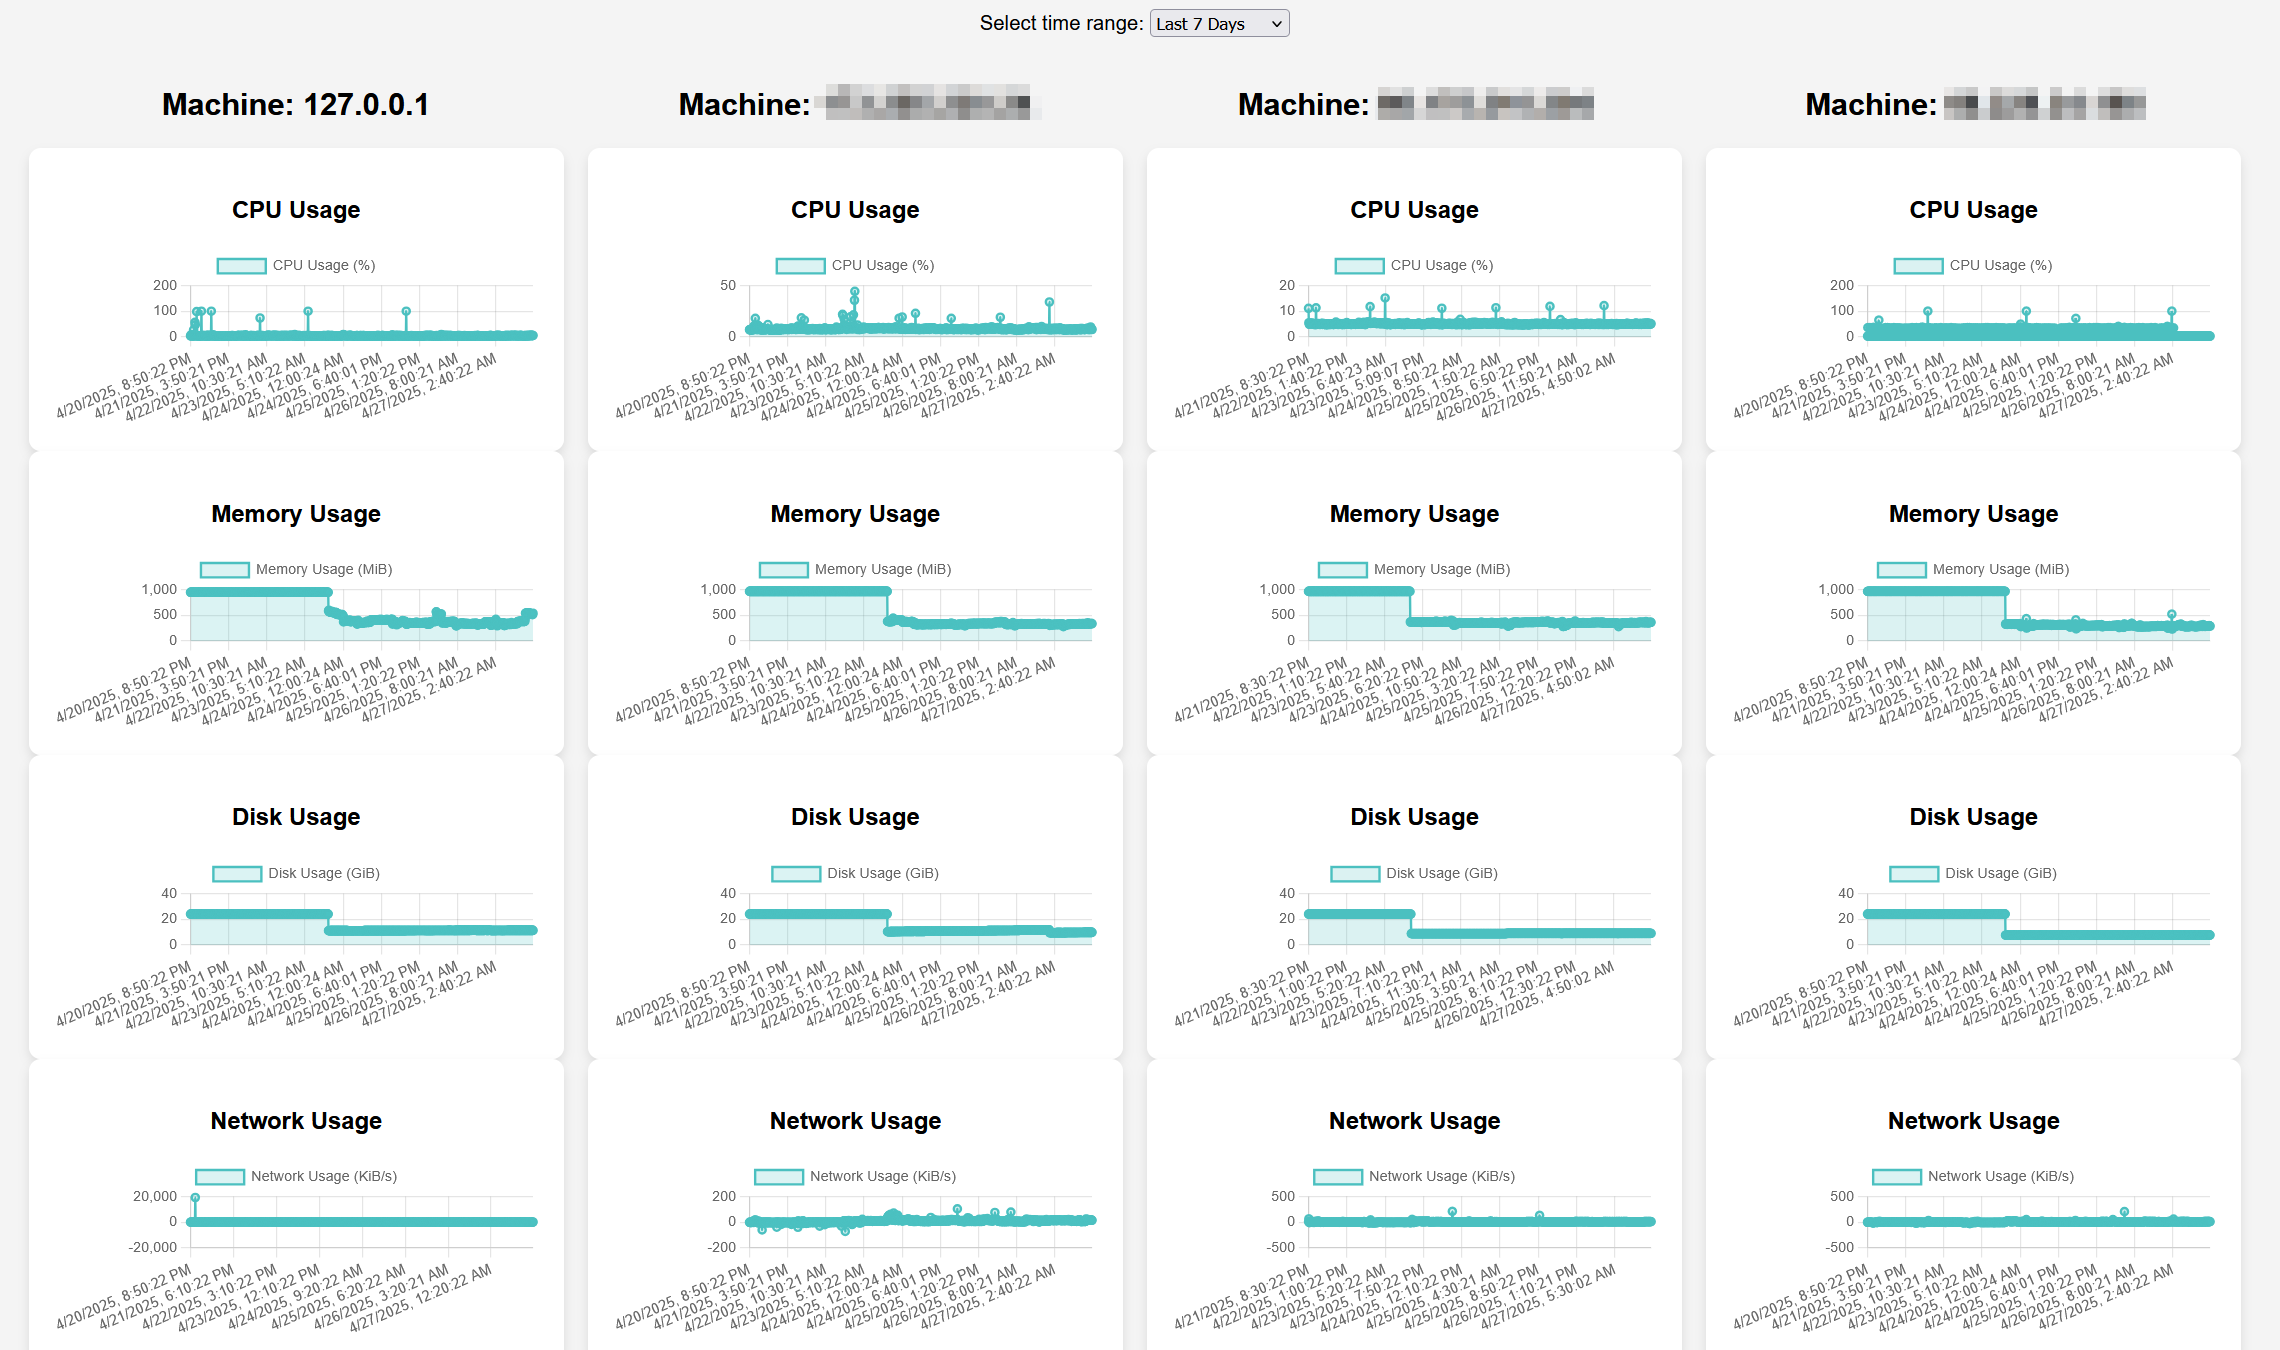 Select time range: Last 7 Days
Machine: 127.0.0.1
Machine:
Machine:
Machine:
CPU Usage
CPU Usage (%)
200
100
0
4/20/2025, 8:50:22 PM
4/21/2025, 3:50:21 PM
4/22/2025, 10:30:21 AM
4/23/2025, 5:10:22 AM
4/24/2025, 12:00:24 AM
4/24/2025, 6:40:01 PM
4/25/2025, 1:20:22 PM
4/26/2025, 8:00:21 AM
4/27/2025, 2:40:22 AM
CPU Usage
CPU Usage (%)
50
0
4/20/2025, 8:50:22 PM
4/21/2025, 3:50:21 PM
4/22/2025, 10:30:21 AM
4/23/2025, 5:10:22 AM
4/24/2025, 12:00:24 AM
4/24/2025, 6:40:01 PM
4/25/2025, 1:20:22 PM
4/26/2025, 8:00:21 AM
4/27/2025, 2:40:22 AM
CPU Usage
CPU Usage (%)
20
10
0
4/21/2025, 8:30:22 PM
4/22/2025, 1:40:22 PM
4/23/2025, 6:40:23 AM
4/23/2025, 5:09:07 PM
4/24/2025, 8:50:22 AM
4/25/2025, 1:50:22 AM
4/25/2025, 6:50:22 PM
4/26/2025, 11:50:21 AM
4/27/2025, 4:50:02 AM
CPU Usage
CPU Usage (%)
200
100
0
4/20/2025, 8:50:22 PM
4/21/2025, 3:50:21 PM
4/22/2025, 10:30:21 AM
4/23/2025, 5:10:22 AM
4/24/2025, 12:00:24 AM
4/24/2025, 6:40:01 PM
4/25/2025, 1:20:22 PM
4/26/2025, 8:00:21 AM
4/27/2025, 2:40:22 AM
Memory Usage
Memory Usage (MiB)
1,000
500
0
4/20/2025, 8:50:22 PM
4/21/2025, 3:50:21 PM
4/22/2025, 10:30:21 AM
4/23/2025, 5:10:22 AM
4/24/2025, 12:00:24 AM
4/24/2025, 6:40:01 PM
4/25/2025, 1:20:22 PM
4/26/2025, 8:00:21 AM
4/27/2025, 2:40:22 AM
Memory Usage
Memory Usage (MiB)
1,000
500
0
4/20/2025, 8:50:22 PM
4/21/2025, 3:50:21 PM
4/22/2025, 10:30:21 AM
4/23/2025, 5:10:22 AM
4/24/2025, 12:00:24 AM
4/24/2025, 6:40:01 PM
4/25/2025, 1:20:22 PM
4/26/2025, 8:00:21 AM
4/27/2025, 2:40:22 AM
Memory Usage
Memory Usage (MiB)
1,000
500
0
4/21/2025, 8:30:22 PM
4/22/2025, 1:10:22 PM
4/23/2025, 5:40:22 AM
4/23/2025, 6:20:22 PM
4/24/2025, 10:50:22 AM
4/25/2025, 3:20:22 AM
4/25/2025, 7:50:22 PM
4/26/2025, 12:20:22 PM
4/27/2025, 4:50:02 AM
Memory Usage
Memory Usage (MiB)
1,000
500
0
4/20/2025, 8:50:22 PM
4/21/2025, 3:50:21 PM
4/22/2025, 10:30:21 AM
4/23/2025, 5:10:22 AM
4/24/2025, 12:00:24 AM
4/24/2025, 6:40:01 PM
4/25/2025, 1:20:22 PM
4/26/2025, 8:00:21 AM
4/27/2025, 2:40:22 AM
Disk Usage
Disk Usage (GiB)
40
20
0
4/20/2025, 8:50:22 PM
4/21/2025, 3:50:21 PM
4/22/2025, 10:30:21 AM
4/23/2025, 5:10:22 AM
4/24/2025, 12:00:24 AM
4/24/2025, 6:40:01 PM
4/25/2025, 1:20:22 PM
4/26/2025, 8:00:21 AM
4/27/2025, 2:40:22 AM
Disk Usage
Disk Usage (GiB)
40
20
0
4/20/2025, 8:50:22 PM
4/21/2025, 3:50:21 PM
4/22/2025, 10:30:21 AM
4/23/2025, 5:10:22 AM
4/24/2025, 12:00:24 AM
4/24/2025, 6:40:01 PM
4/25/2025, 1:20:22 PM
4/26/2025, 8:00:21 AM
4/27/2025, 2:40:22 AM
Disk Usage
Disk Usage (GiB)
40
20
0
4/21/2025, 8:30:22 PM
4/22/2025, 1:00:22 PM
4/23/2025, 5:20:22 AM
4/23/2025, 7:10:22 PM
4/24/2025, 11:30:21 AM
4/25/2025, 3:50:21 AM
4/25/2025, 8:10:22 PM
4/26/2025, 12:30:22 PM
4/27/2025, 4:50:02 AM
Disk Usage
Disk Usage (GiB)
40
20
0
4/20/2025, 8:50:22 PM
4/21/2025, 3:50:21 PM
4/22/2025, 10:30:21 AM
4/23/2025, 5:10:22 AM
4/24/2025, 12:00:24 AM
4/24/2025, 6:40:01 PM
4/25/2025, 1:20:22 PM
4/26/2025, 8:00:21 AM
4/27/2025, 2:40:22 AM
Network Usage
Network Usage (KiB/s)
20,000
0
-20,000
4/20/2025, 8:50:22 PM
4/21/2025, 6:10:22 PM
4/22/2025, 3:10:22 PM
4/23/2025, 12:10:22 PM
4/24/2025, 9:20:22 AM
4/25/2025, 6:20:22 AM
4/26/2025, 3:20:21 AM
4/27/2025, 12:20:22 AM
Network Usage
Network Usage (KiB/s)
200
0
-200
4/20/2025, 8:50:22 PM
4/21/2025, 3:50:21 PM
4/22/2025, 10:30:21 AM
4/23/2025, 5:10:22 AM
4/24/2025, 12:00:24 AM
4/24/2025, 6:40:01 PM
4/25/2025, 1:20:22 PM
4/26/2025, 8:00:21 AM
4/27/2025, 2:40:22 AM
Network Usage
Network Usage (KiB/s)
500
0
-500
4/21/2025, 8:30:22 PM
4/22/2025, 1:00:22 PM
4/23/2025, 5:20:22 AM
4/23/2025, 7:50:22 PM
4/24/2025, 12:10:22 PM
4/25/2025, 4:30:21 AM
4/25/2025, 8:50:22 PM
4/26/2025, 1:10:21 PM
4/27/2025, 5:30:02 AM
Network Usage
Network Usage (KiB/s)
500
0
-500
4/20/2025, 8:50:22 PM
4/21/2025, 3:50:21 PM
4/22/2025, 10:30:21 AM
4/23/2025, 5:10:22 AM
4/24/2025, 12:00:24 AM
4/24/2025, 6:40:01 PM
4/25/2025, 1:20:22 PM
4/26/2025, 8:00:21 AM
4/27/2025, 2:40:22 AM